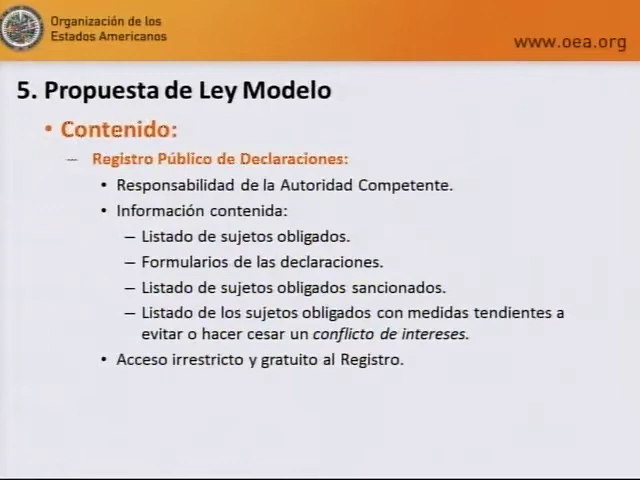 Organización de los
Estados Americanos
www.oea.org
5. Propuesta de Ley Modelo
• Contenido:
– Registro Público de Declaraciones:
• Responsabilidad de la Autoridad Competente.
• Información contenida:
– Listado de sujetos obligados.
– Formularios de las declaraciones.
– Listado de sujetos obligados sancionados.
– Listado de los sujetos obligados con medidas tendientes a
evitar o hacer cesar un conflicto de intereses.
• Acceso irrestricto y gratuito al Registro.